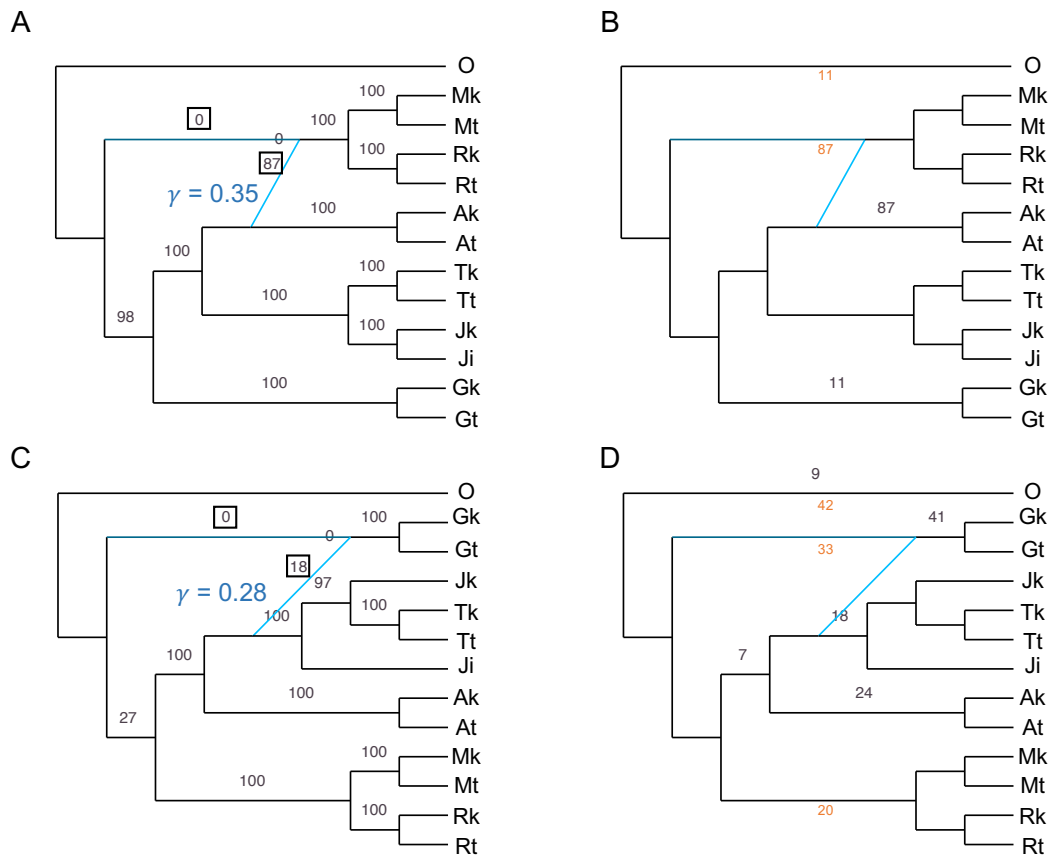 A
B
O
100
Mk
0
100
Mt
0
100
Rk
87
Rt
γ = 0.35
100
Ak
100
At
100
Tk
100
Tt
98
100
Jk
Ji
100
Gk
Gt
O
11
Mk
Mt
87
Rk
Rt
87
Ak
At
Tk
Tt
Jk
Ji
11
Gk
Gt
C
D
O
0
100
Gk
0
Gt
18
97
Jk
γ = 0.28
100
100
Tk
Tt
100
Ji
100
Ak
27
At
100
Mk
100
Mt
100
Rk
Rt
9
O
42
41
Gk
33
Gt
Jk
18
Tk
Tt
7
Ji
24
Ak
At
Mk
Mt
20
Rk
Rt